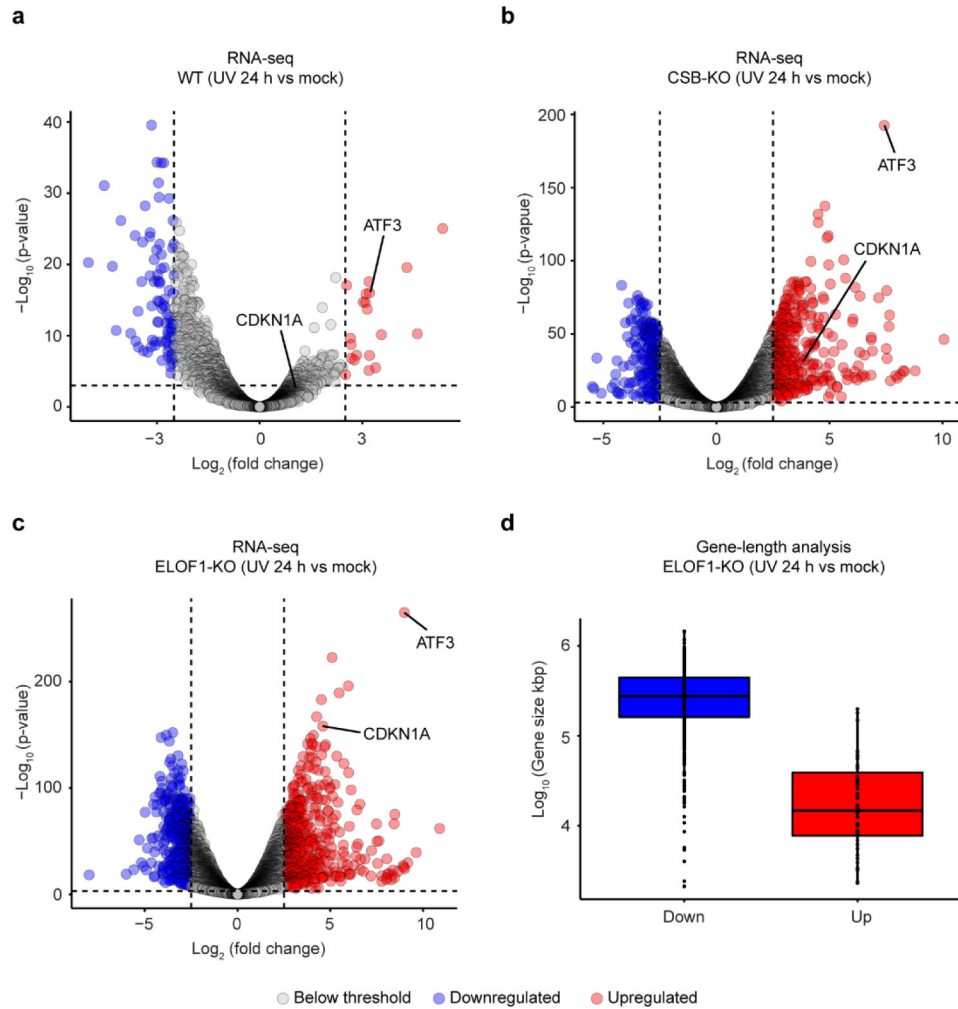 a
RNA-seq
WT (UV 24 h vs mock)
−Log10 (p-value)
40
30
20
10
0
ATF3
CDKN1A
−3
0
3
Log2 (fold change)
b
RNA-seq
CSB-KO (UV 24 h vs mock)
−Log10 (p-vapue)
200
150
100
50
0
ATF3
CDKN1A
−5
0
5
10
Log2 (fold change)
c
RNA-seq
ELOF1-KO (UV 24 h vs mock)
−Log10 (p-value)
200
100
0
ATF3
CDKN1A
−5
0
5
10
Log2 (fold change)
d
Gene-length analysis
ELOF1-KO (UV 24 h vs mock)
Log10 (Gene size kbp)
6
5
4
Down
Up
Below threshold
Downregulated
Upregulated